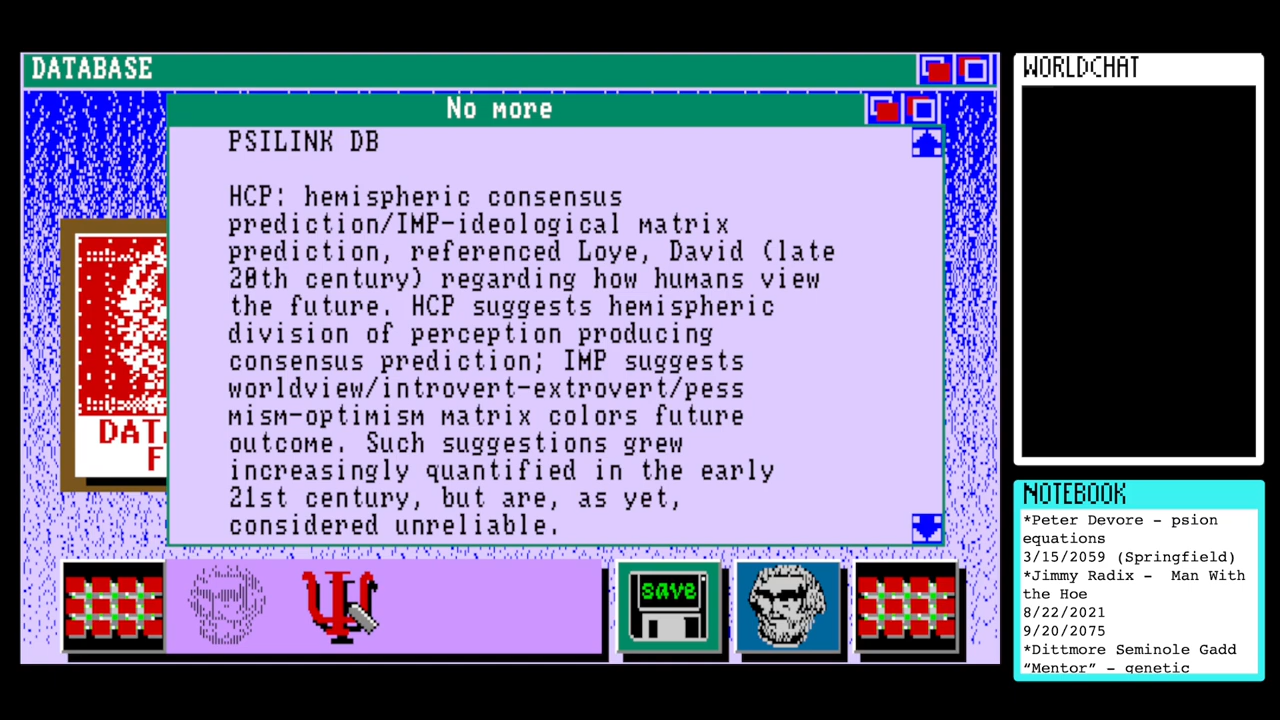 DATABASE
No more
PSILINK DB
HCP: hemispheric consensus
prediction/IMP-ideological matrix
prediction, referenced Loye, David (late
20th century) regarding how humans view
the future. HCP suggests hemispheric
division of perception producing
consensus prediction; IMP suggests
worldview/introvert-extrovert/pess
mism-optimism matrix colors future
outcome. Such suggestions grew
increasingly quantified in the early
21st century, but are, as yet,
considered unreliable.
DAT
F
save
WORLDCHAT
NOTEBOOK
*Peter Devore - psion
equations
3/15/2059 (Springfield)
*Jimmy Radix - Man With
the Hoe
8/22/2021
9/20/2075
*Dittmore Seminole Gadd
“Mentor” - genetic